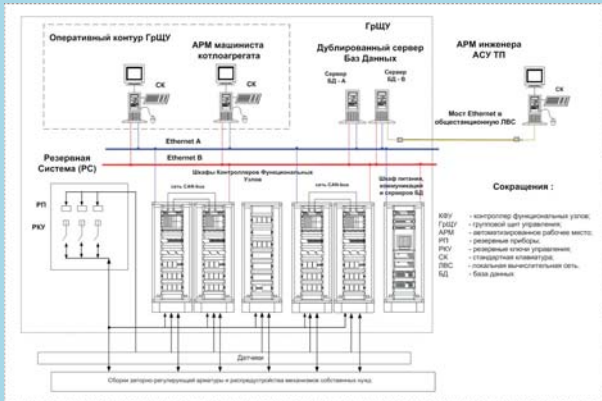 ГрЩУ
Оперативный контур ГрЩУ
АРМ машиниста
котлоагрегата
СК
СК
Дублированный сервер
Баз Данных
Сервер
БД - А
Сервер
БД - В
АРМ инженера
АСУ ТП
СК
Мост Ethernet в
общестанционную ЛВС
Ethernet A
Ethernet B
Резервная
Система (РС)
РП
РКУ
Шкафы Контроллеров Функциональных
Узлов
сеть CAN-bus
сеть CAN-bus
Шкаф питания,
коммуникации
и серверов БД
Сокращения :
КФУ - контроллер функциональных узлов;
ГрЩУ - групповой щит управления;
АРМ - автоматизированное рабочее место;
РП - резервные приборы;
РКУ - резервные ключи управления;
СК - стандартная клавиатура;
ЛВС - локальная вычислительная сеть.
БД - база данных
Датчики
Сборки запорно-регулирующей арматуры и распредустройства механизмов собственных нужд